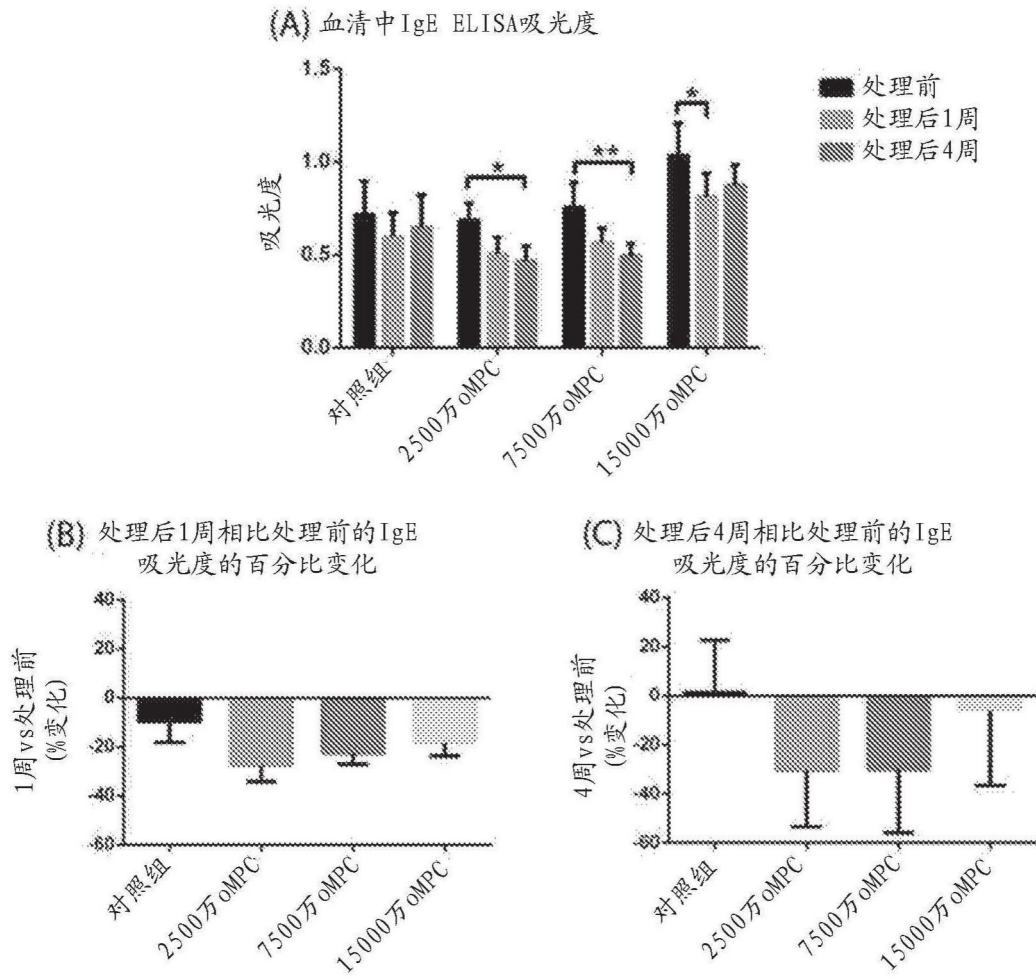 (A) 血清中IgE ELISA吸光度
1.5
1.0
0.5
0.0
吸光度
*
**
*
处理前
处理后1周
处理后4周
对照组
2500万oMPC
7500万oMPC
15000万oMPC
(B) 处理后1周相比处理前的IgE
吸光度的百分比变化
40
20
0
-20
-40
-60
1周vs处理前
(%变化)
对照组
2500万oMPC
7500万oMPC
15000万oMPC
(C) 处理后4周相比处理前的IgE
吸光度的百分比变化
40
20
0
-20
-40
-60
4周vs处理前
(%变化)
对照组
2500万oMPC
7500万oMPC
15000万oMPC